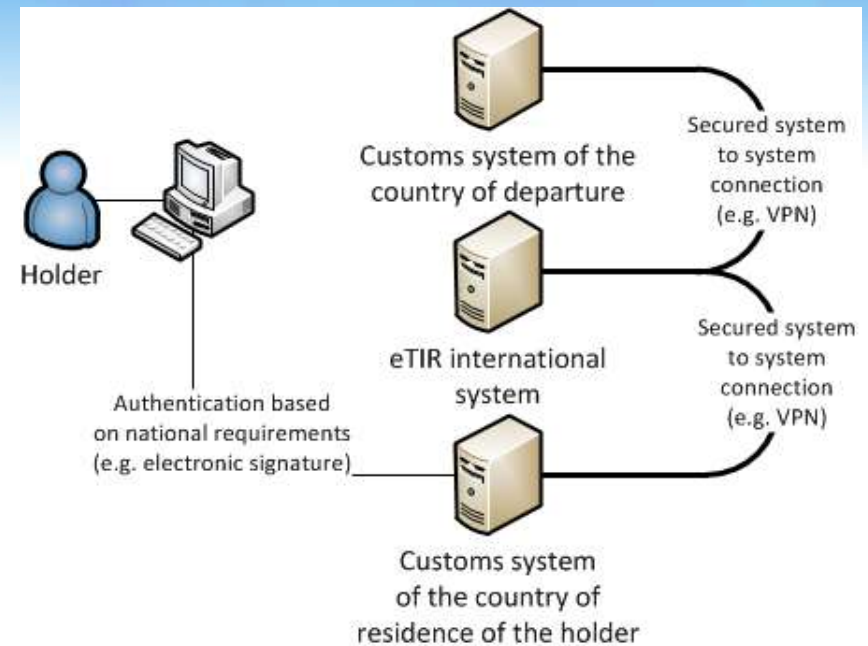 Customs system of the
country of departure
Secured system
to system
connection
(e.g. VPN)
Holder
eTIR international
system
Secured system
to system
connection
(e.g. VPN)
Authentication based
on national requirements
(e.g. electronic signature)
Customs system
of the country of
residence of the holder